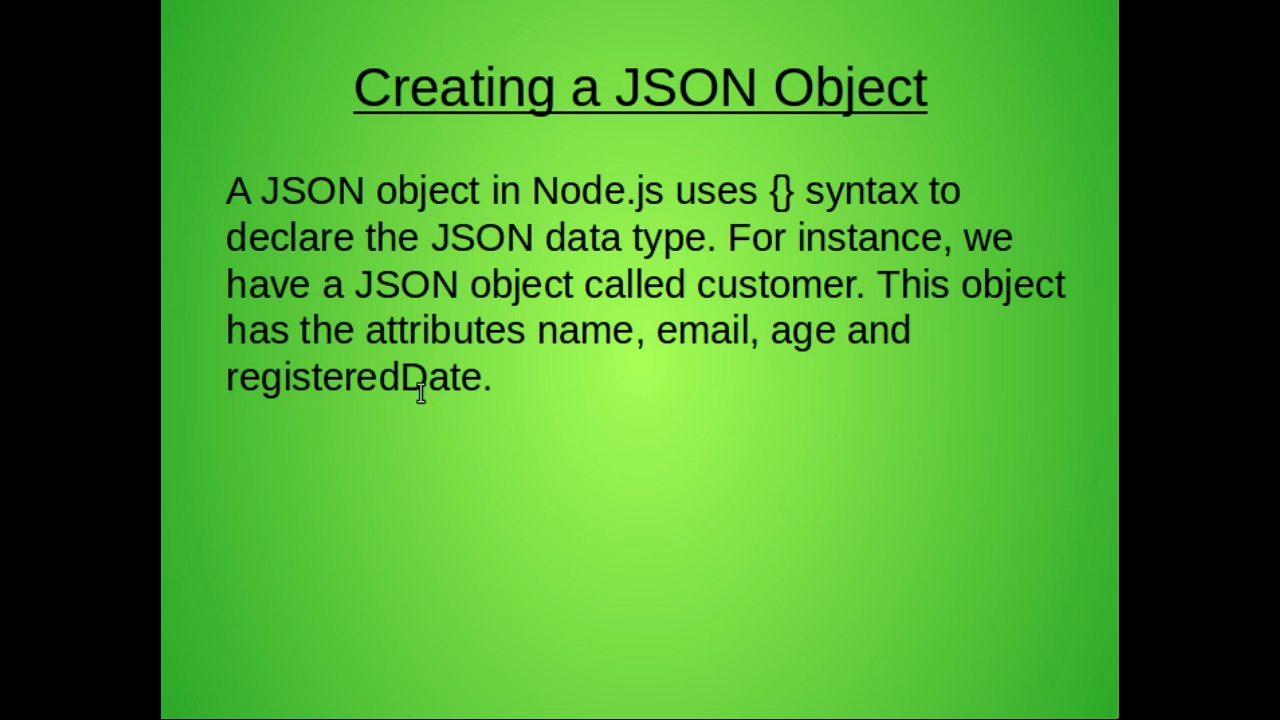 Creating a JSON Object
A JSON object in Node.js uses {} syntax to
declare the JSON data type. For instance, we
have a JSON object called customer. This object
has the attributes name, email, age and
registeredDate.